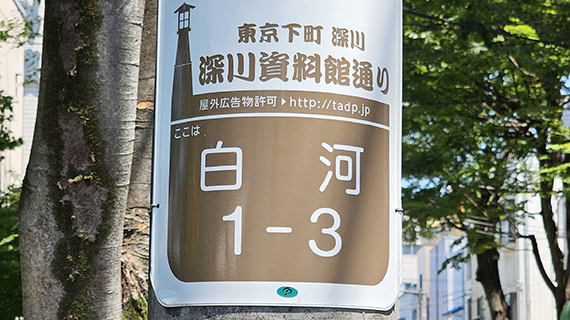 東京下町 深川
深川資料館通り
屋外広告物許可▶http://tadp.jp
ここは、
白河
1-3